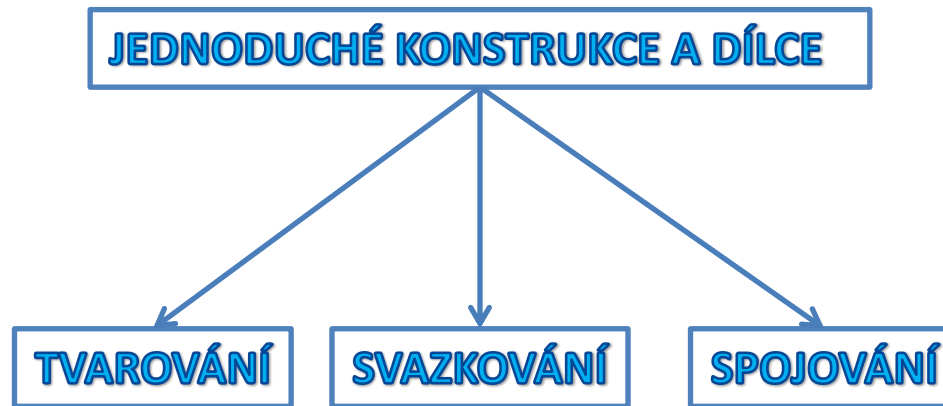 JEDNODUCHÉ KONSTRUKCE A DÍLCE
TVAROVÁNÍ
SVAZKOVÁNÍ
SPOJOVÁNÍ